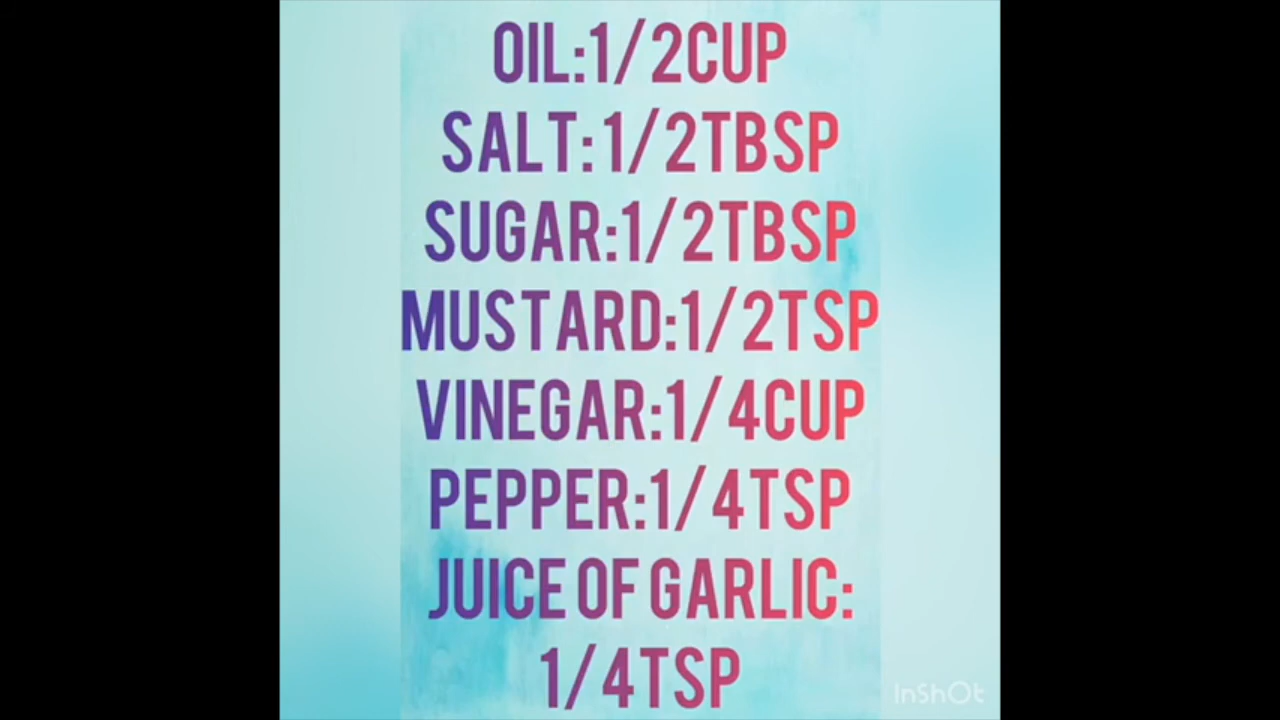 OIL:1/2CUP
SALT:1/2TBSP
SUGAR:1/2TBSP
MUSTARD:1/2TSP
VINEGAR:1/4CUP
PEPPER:1/4TSP
JUICE OF GARLIC:
1/4TSP
InShOt